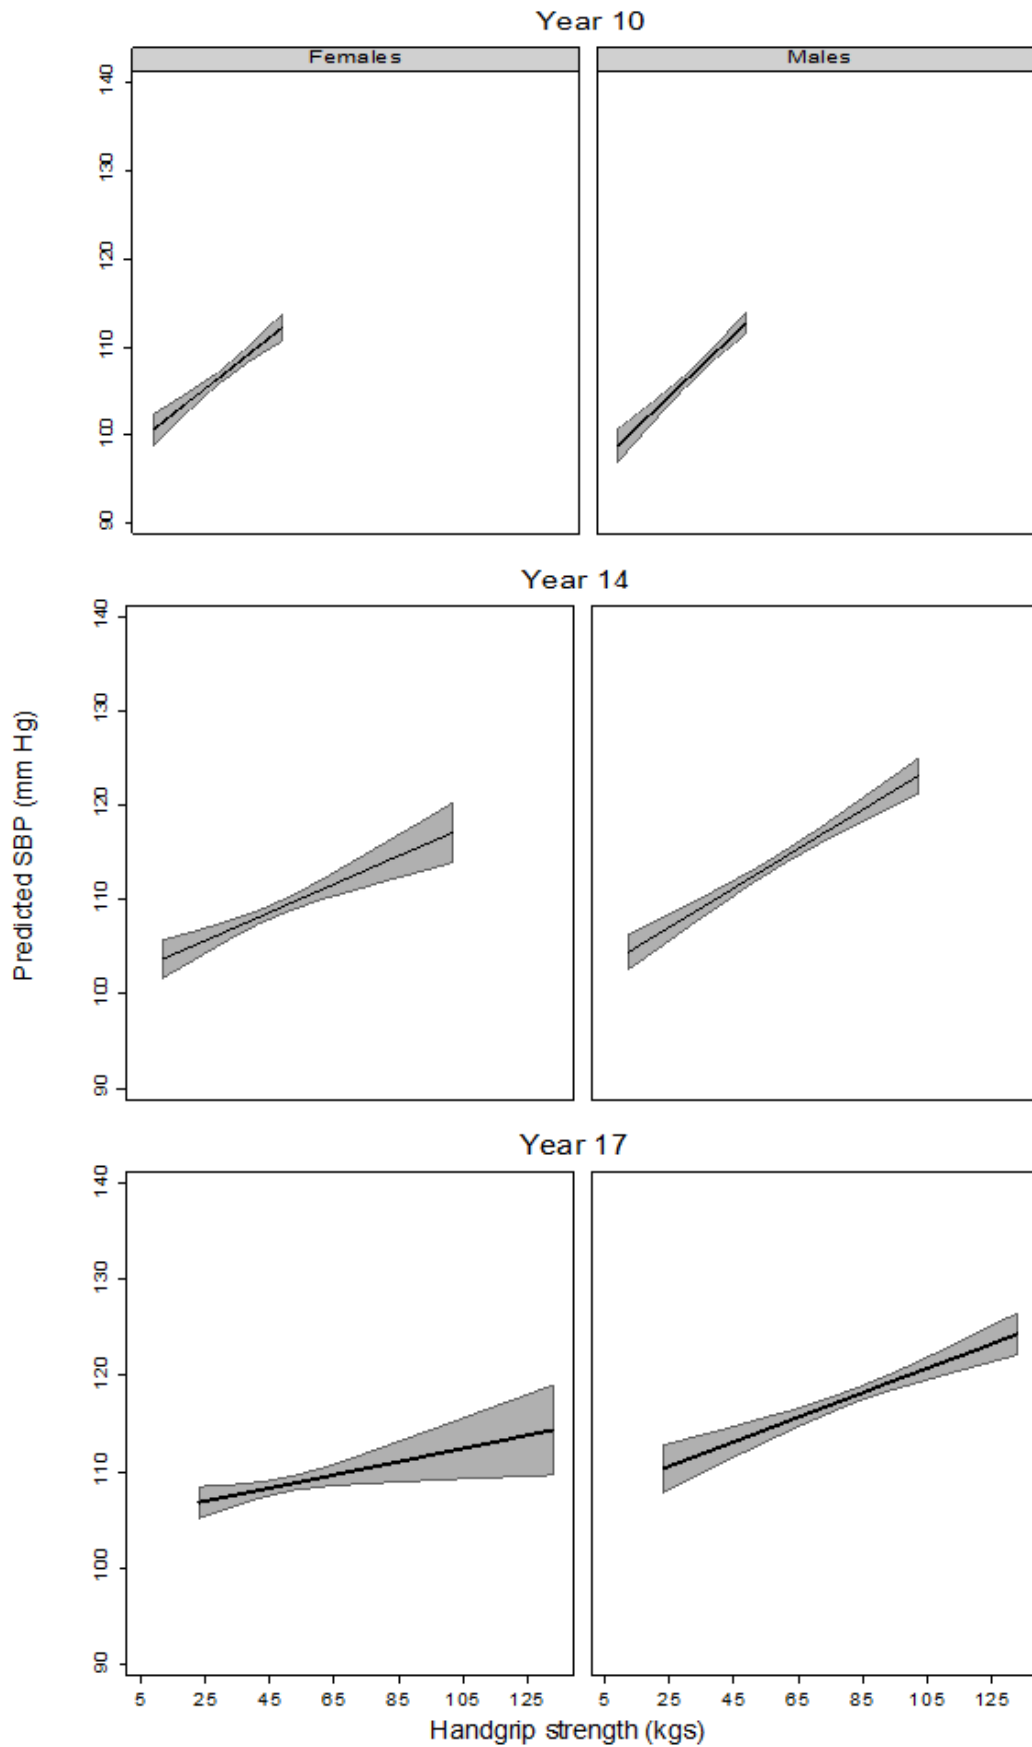 Year 10
Females Males
140
130
120
110
100
90
Year 14
140
130
120
110
100
90
Predicted SBP (mm Hg)
Year 17
140
130
120
110
100
90
5 25 45 65 85 105 125 5 25 45 65 85 105 125
Handgrip strength (kgs)